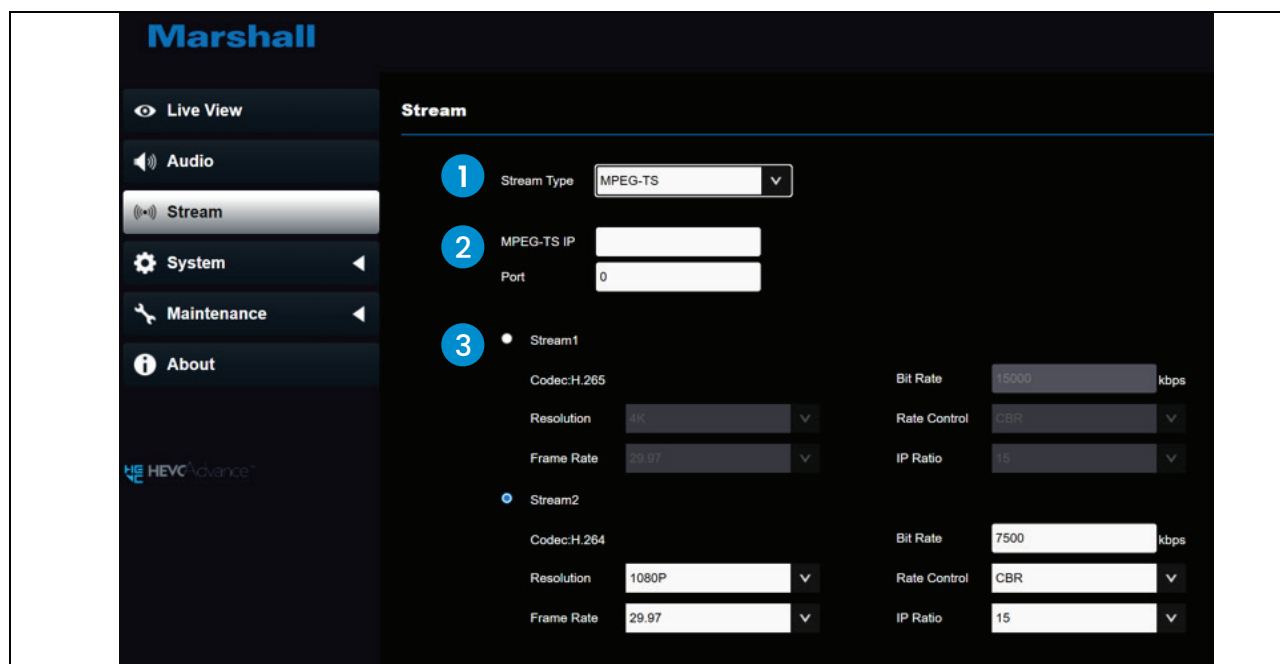 Marshall
Live View
Audio
Stream
System
Maintenance
About
HEVC Advance™
Stream
1
Stream Type MPEG-TS
2
MPEG-TS IP
Port 0
3
Stream1
Codec:H.265 Bit Rate 15000 kbps
Resolution 4K Rate Control CBR
Frame Rate 29.97 IP Ratio 15
Stream2
Codec:H.264 Bit Rate 7500 kbps
Resolution 1080P Rate Control CBR
Frame Rate 29.97 IP Ratio 15